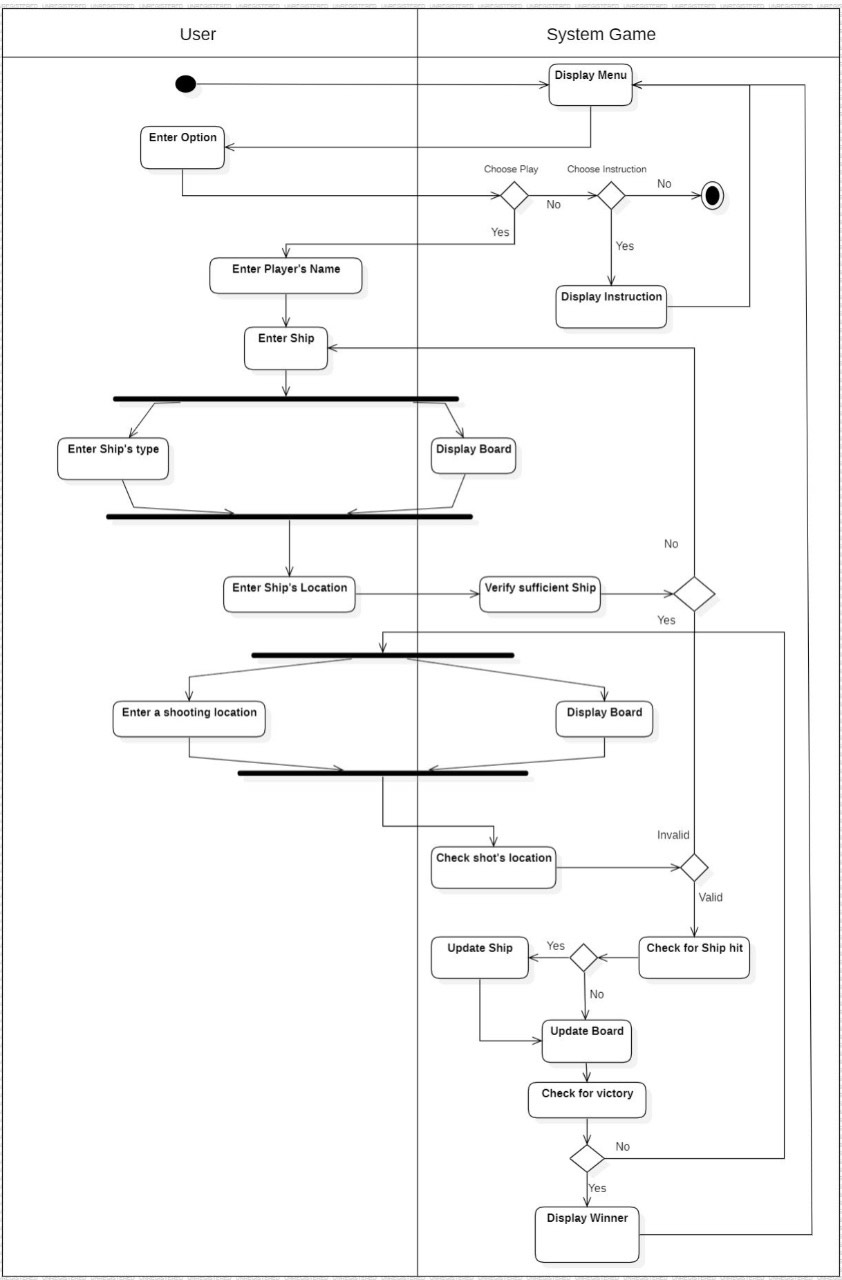 User
System Game
Display Menu
Enter Option
Choose Play
Choose Instruction
No
No
Yes
Yes
Enter Player's Name
Display Instruction
Enter Ship
Enter Ship's type
Display Board
No
Enter Ship's Location
Verify sufficient Ship
Yes
Enter a shooting location
Display Board
Invalid
Check shot's location
Valid
Update Ship
Yes
Check for Ship hit
No
Update Board
Check for victory
No
Yes
Display Winner